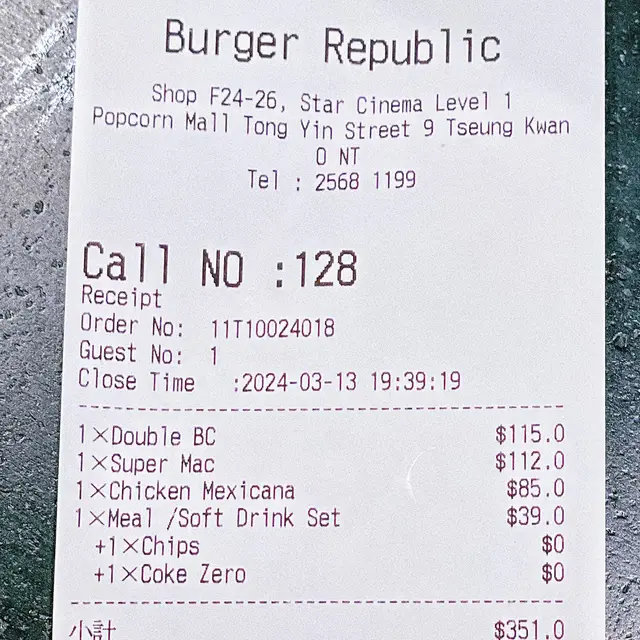 Burger Republic
Shop F24-26, Star Cinema Level 1
Popcorn Mall Tong Yin Street 9 Tseung Kwan
O NT
Tel : 2568 1199
Call NO :128
Receipt
Order No: 11T10024018
Guest No: 1
Close Time :2024-03-13 19:39:19
1×Double BC $115.0
1×Super Mac $112.0
1×Chicken Mexicana $85.0
1×Meal /Soft Drink Set $39.0
+1×Chips $0
+1×Coke Zero $0
小計 $351.0